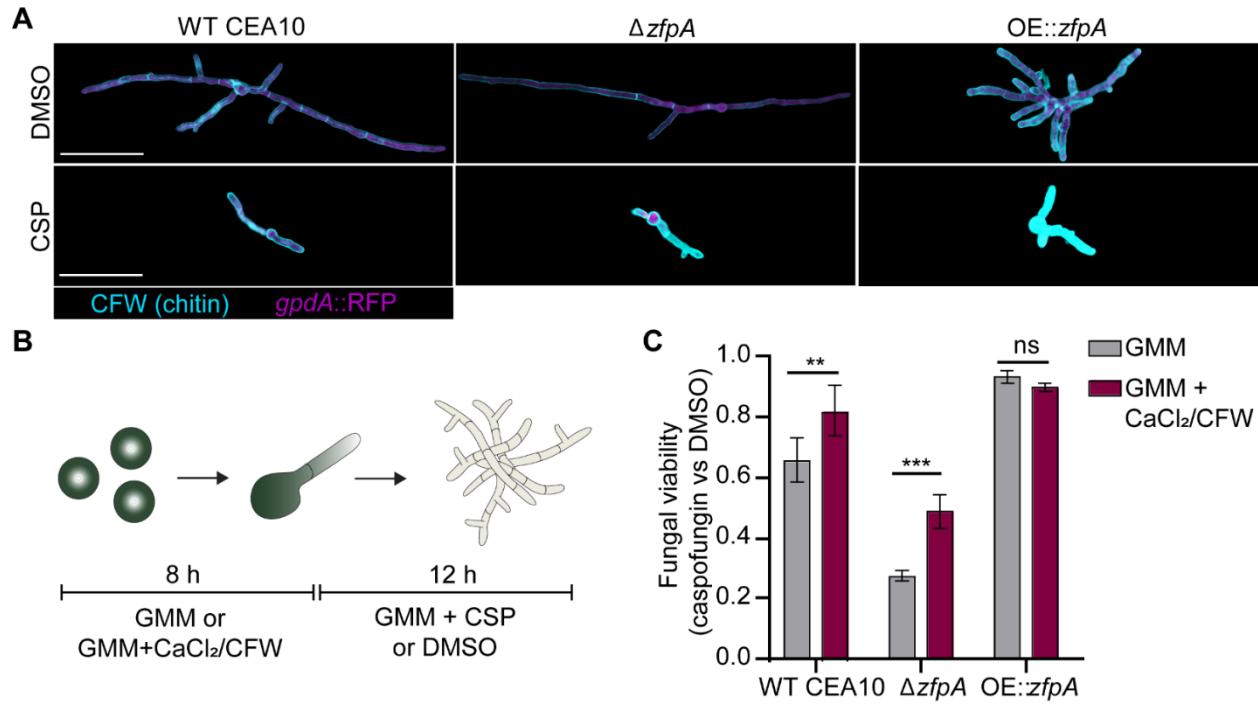 A
WT CEA10
ΔzfpA
OE::zfpA
DMSO
CSP
CFW (chitin)
gpdA::RFP
B
8 h
12 h
GMM or
GMM+CaCl₂/CFW
GMM + CSP
or DMSO
C
Fungal viability
(caspofungin vs DMSO)
1.0
0.8
0.6
0.4
0.2
0.0
**
***
ns
WT CEA10
ΔzfpA
OE::zfpA
GMM
GMM +
CaCl₂/CFW